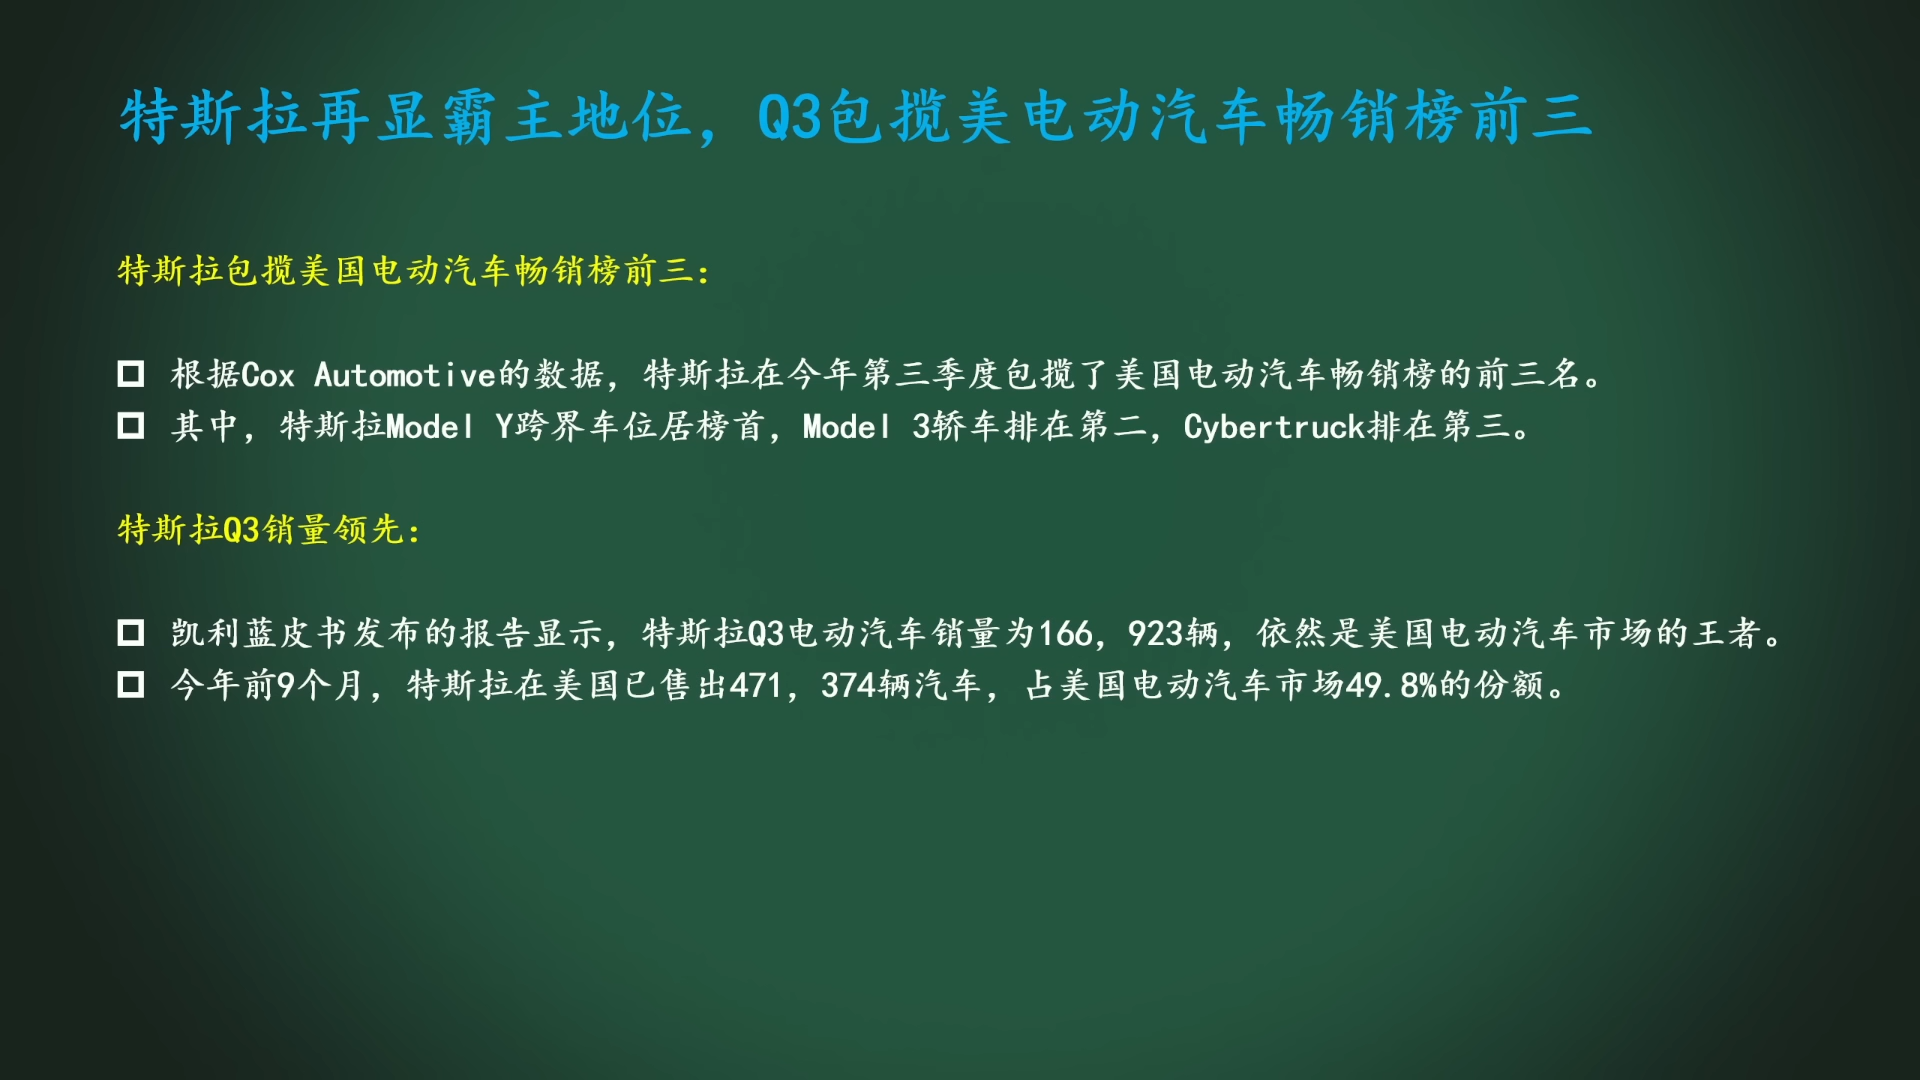 特斯拉再显霸主地位，Q3包揽美电动汽车畅销榜前三
特斯拉包揽美国电动汽车畅销榜前三：
根据Cox Automotive的数据，特斯拉在今年第三季度包揽了美国电动汽车畅销榜的前三名。
其中，特斯拉Model Y跨界车位居榜首，Model 3轿车排在第二，Cybertruck排在第三。
特斯拉Q3销量领先：
凯利蓝皮书发布的报告显示，特斯拉Q3电动汽车销量为166，923辆，依然是美国电动汽车市场的王者。
今年前9个月，特斯拉在美国已售出471，374辆汽车，占美国电动汽车市场49.8%的份额。